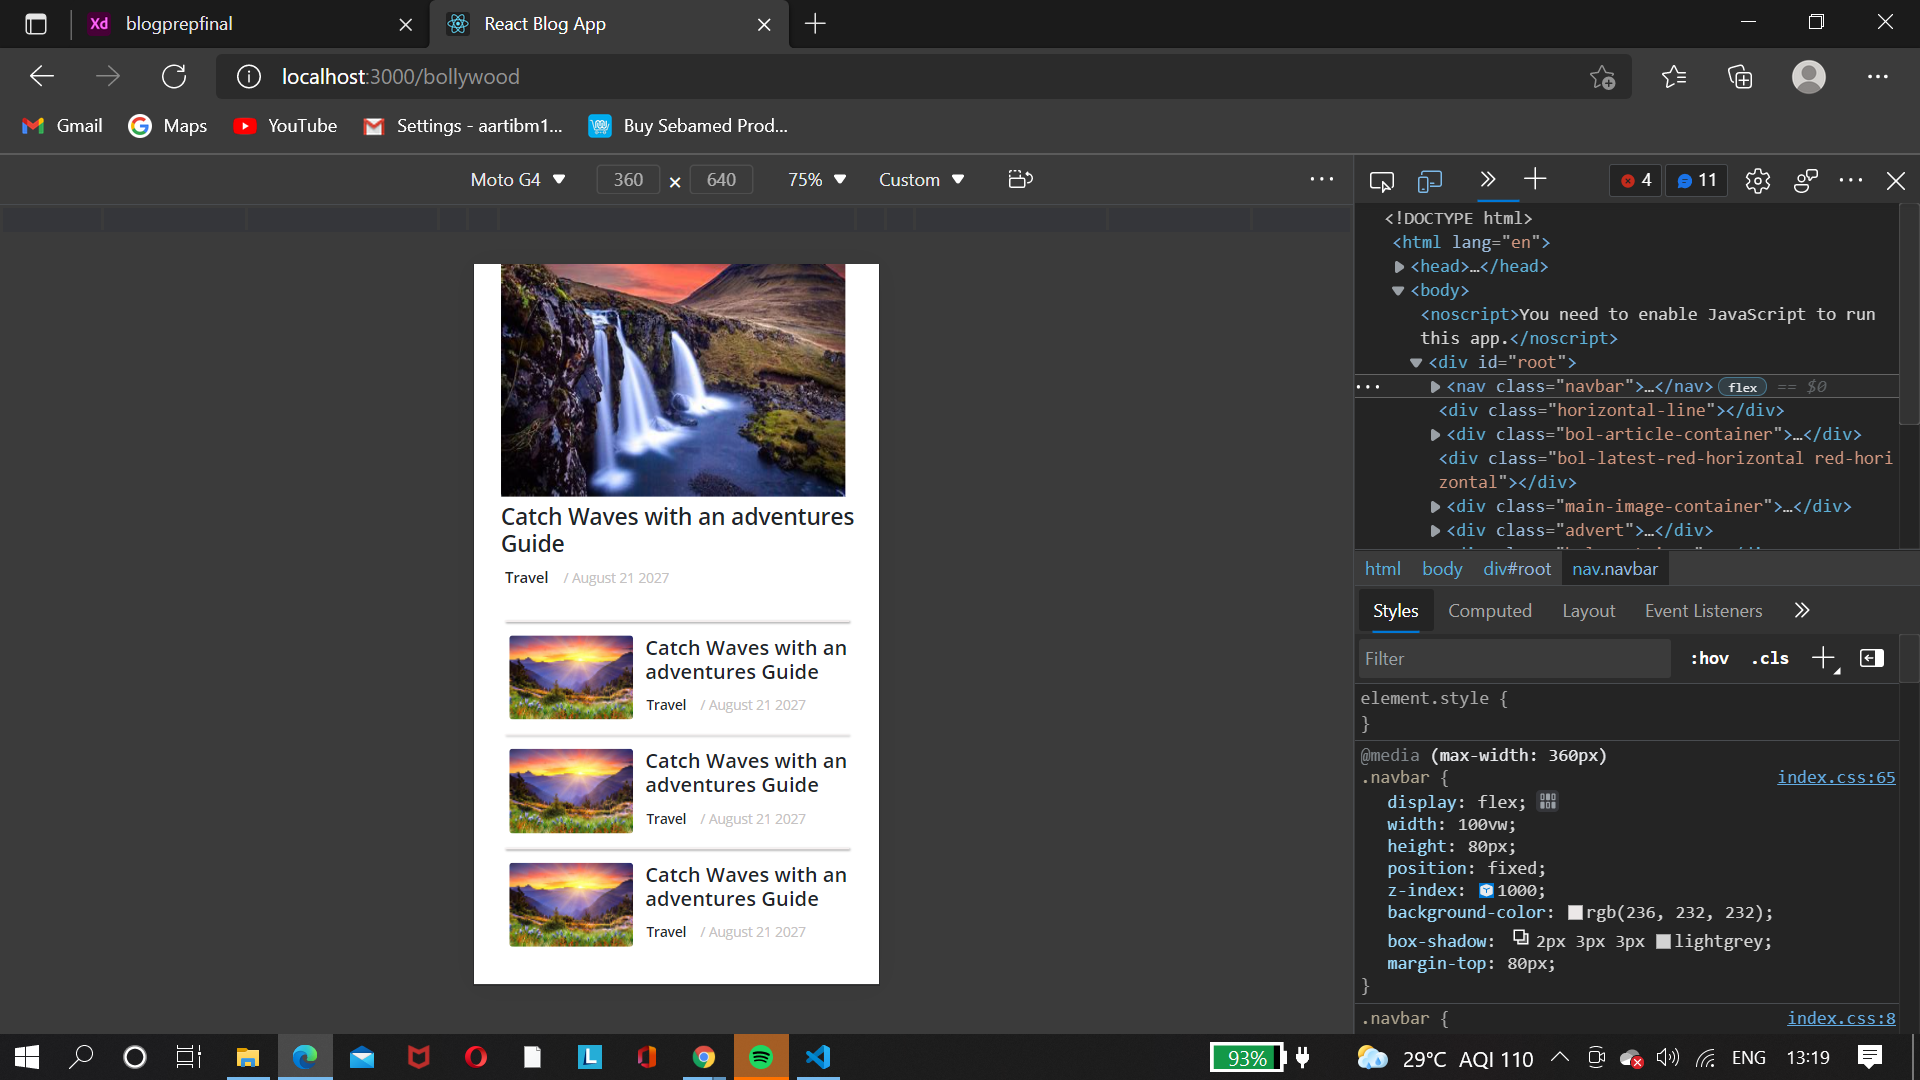 Xd blogprepfinal
React Blog App
localhost:3000/bollywood
Gmail
Maps
YouTube
Settings - aartibm1...
Buy Sebamed Prod...
Moto G4 360 × 640 75% Custom
4 11
<!DOCTYPE html>
<html lang="en">
<head>…</head>
<body>
<noscript>You need to enable JavaScript to run
this app.</noscript>
<div id="root">
<nav class="navbar">…</nav> flex == $0
<div class="horizontal-line"></div>
<div class="bol-article-container">…</div>
<div class="bol-latest-red-horizontal red-hori
zontal"></div>
<div class="main-image-container">…</div>
<div class="advert">…</div>
html body div#root nav.navbar
Styles Computed Layout Event Listeners
Filter :hov .cls
element.style {
}
@media (max-width: 360px)
.navbar { index.css:65
display: flex;
width: 100vw;
height: 80px;
position: fixed;
z-index: 1000;
background-color: rgb(236, 232, 232);
box-shadow: 2px 3px 3px lightgrey;
margin-top: 80px;
}
.navbar { index.css:8
Catch Waves with an adventures
Guide
Travel / August 21 2027
Catch Waves with an
adventures Guide
Travel / August 21 2027
Catch Waves with an
adventures Guide
Travel / August 21 2027
Catch Waves with an
adventures Guide
Travel / August 21 2027
L
93%
29°C AQI 110
ENG
13:19